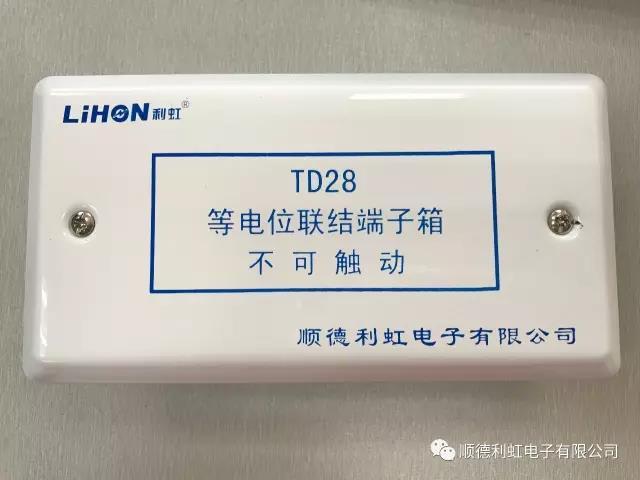 LiHON利虹®
TD28
等电位联结端子箱
不可触动
顺德利虹电子有限公司
顺德利虹电子有限公司